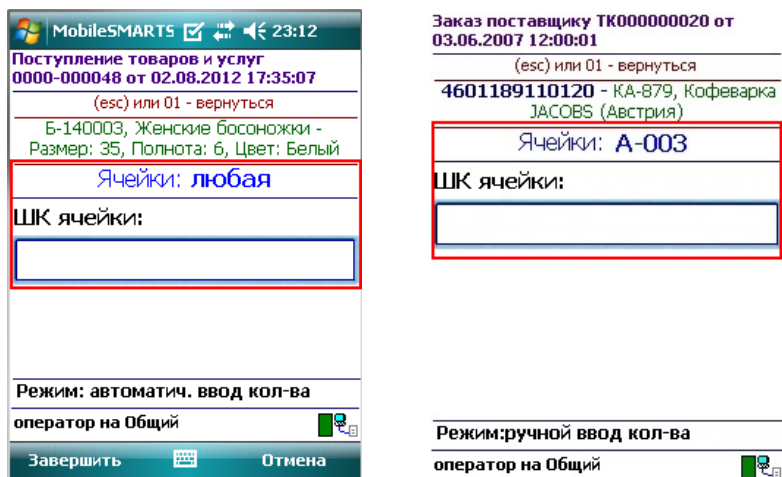 MobileSMARTS 23:12
Поступление товаров и услуг
0000-000048 от 02.08.2012 17:35:07
(esc) или 01 - вернуться
Б-140003, Женские босоножки -
Размер: 35, Полнота: 6, Цвет: Белый
Ячейки: любая
ШК ячейки:
Режим: автоматич. ввод кол-ва
оператор на Общий
Завершить Отмена
Заказ поставщику ТК000000020 от
03.06.2007 12:00:01
(esc) или 01 - вернуться
4601189110120 - КА-879, Кофеварка
JACOBS (Австрия)
Ячейки: А-003
ШК ячейки:
Режим:ручной ввод кол-ва
оператор на Общий